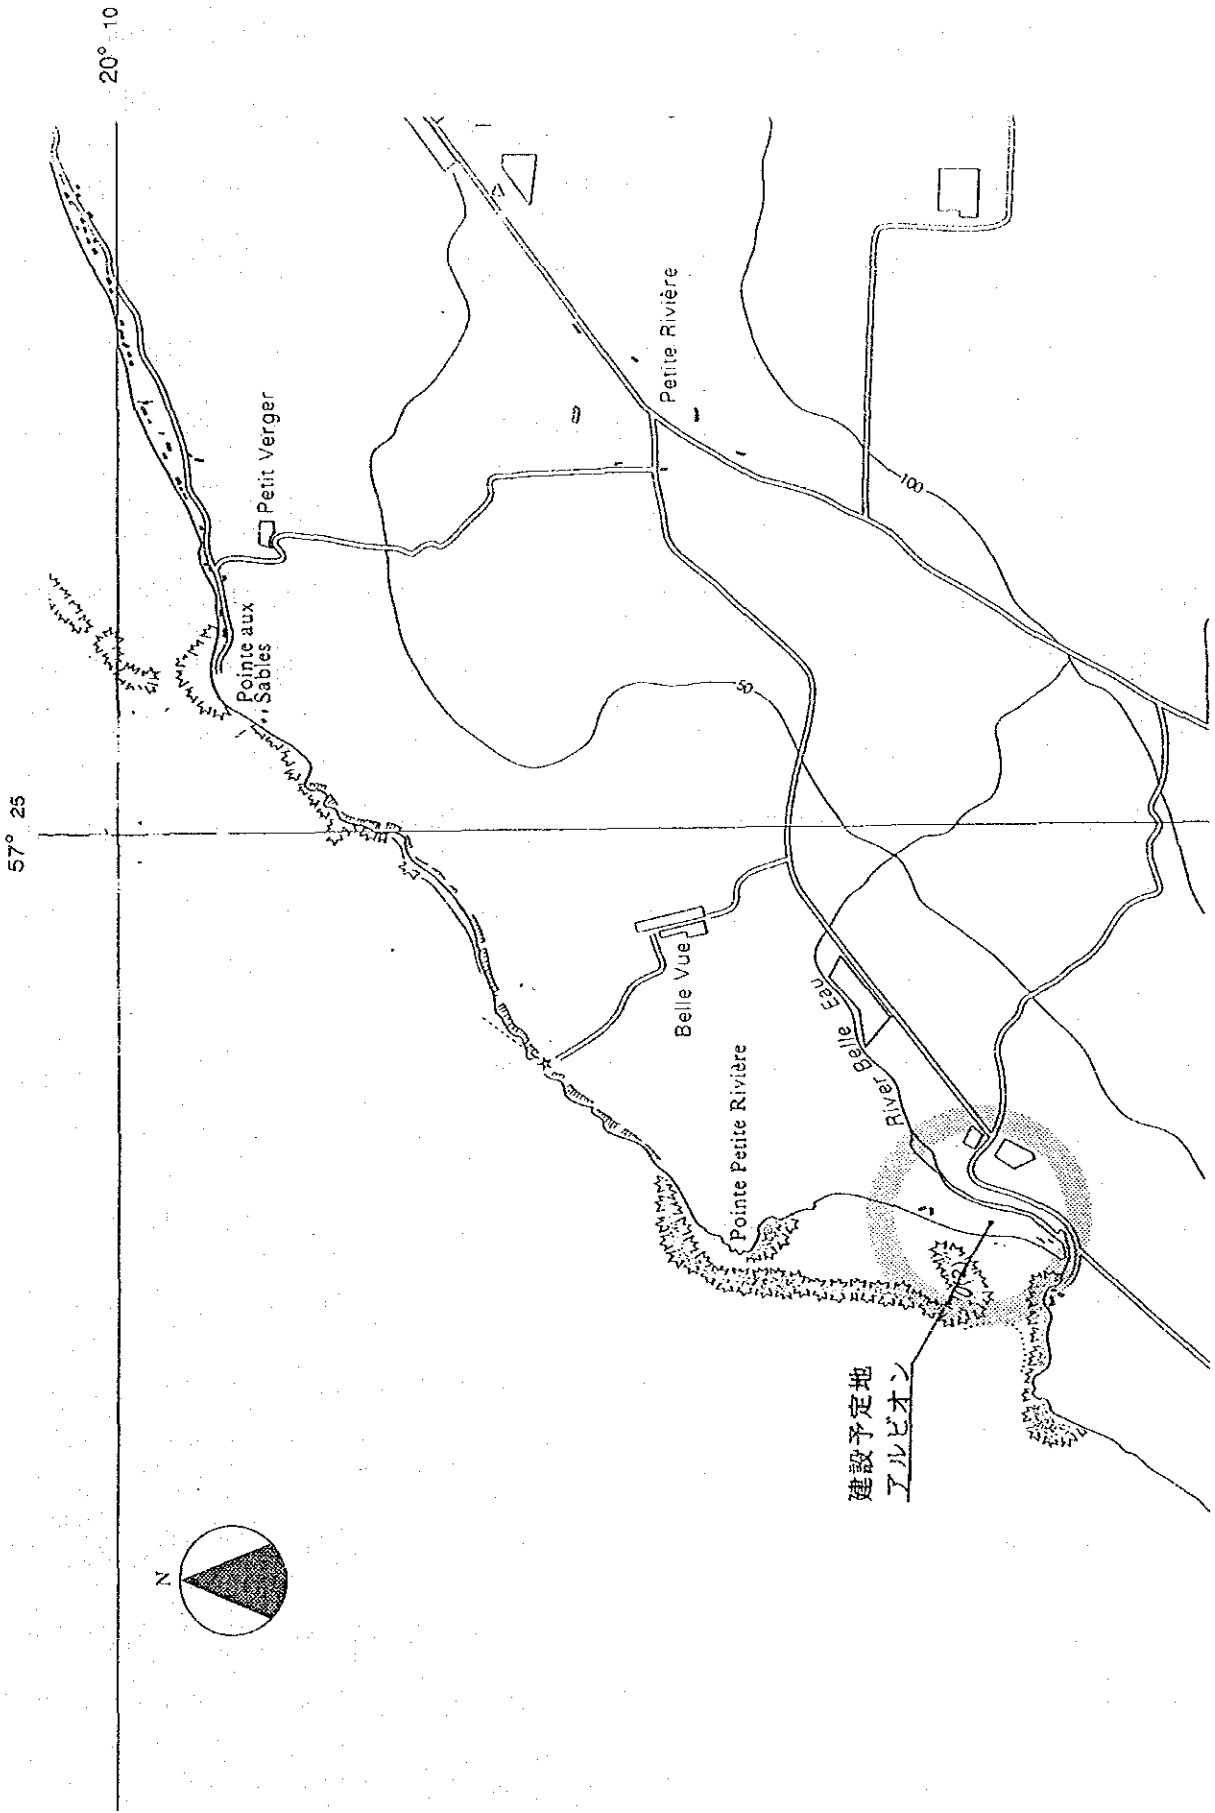 57° 25
20° 10
N
Petit Verger
Pointe aux
Sables
Petite Rivière
100
50
Belle Vue
River Belle Eau
Pointe Petite Rivière
建設予定地
アルビオン